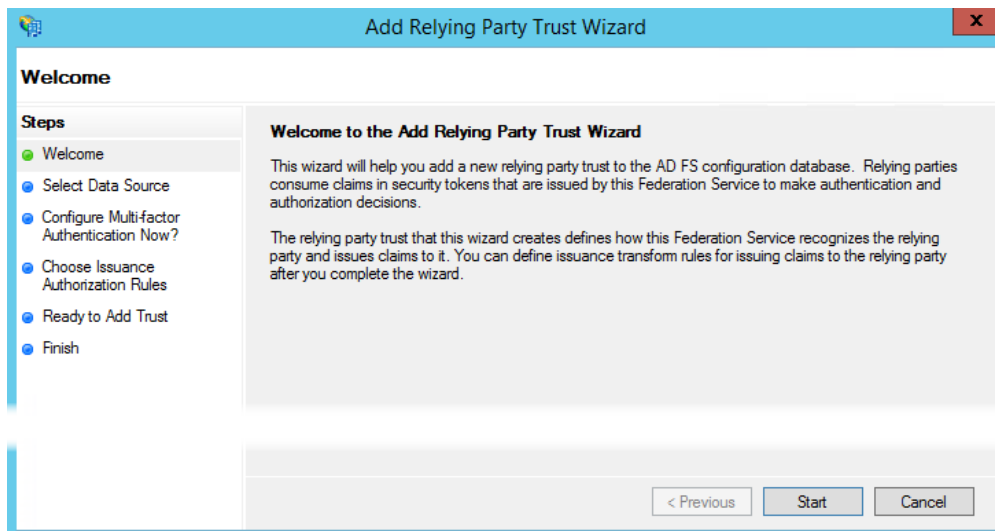 Add Relying Party Trust Wizard
x
Welcome
Steps
Welcome
Select Data Source
Configure Multi-factor
Authentication Now?
Choose Issuance
Authorization Rules
Ready to Add Trust
Finish
Welcome to the Add Relying Party Trust Wizard
This wizard will help you add a new relying party trust to the AD FS configuration database. Relying parties
consume claims in security tokens that are issued by this Federation Service to make authentication and
authorization decisions.
The relying party trust that this wizard creates defines how this Federation Service recognizes the relying
party and issues claims to it. You can define issuance transform rules for issuing claims to the relying party
after you complete the wizard.
< Previous
Start
Cancel